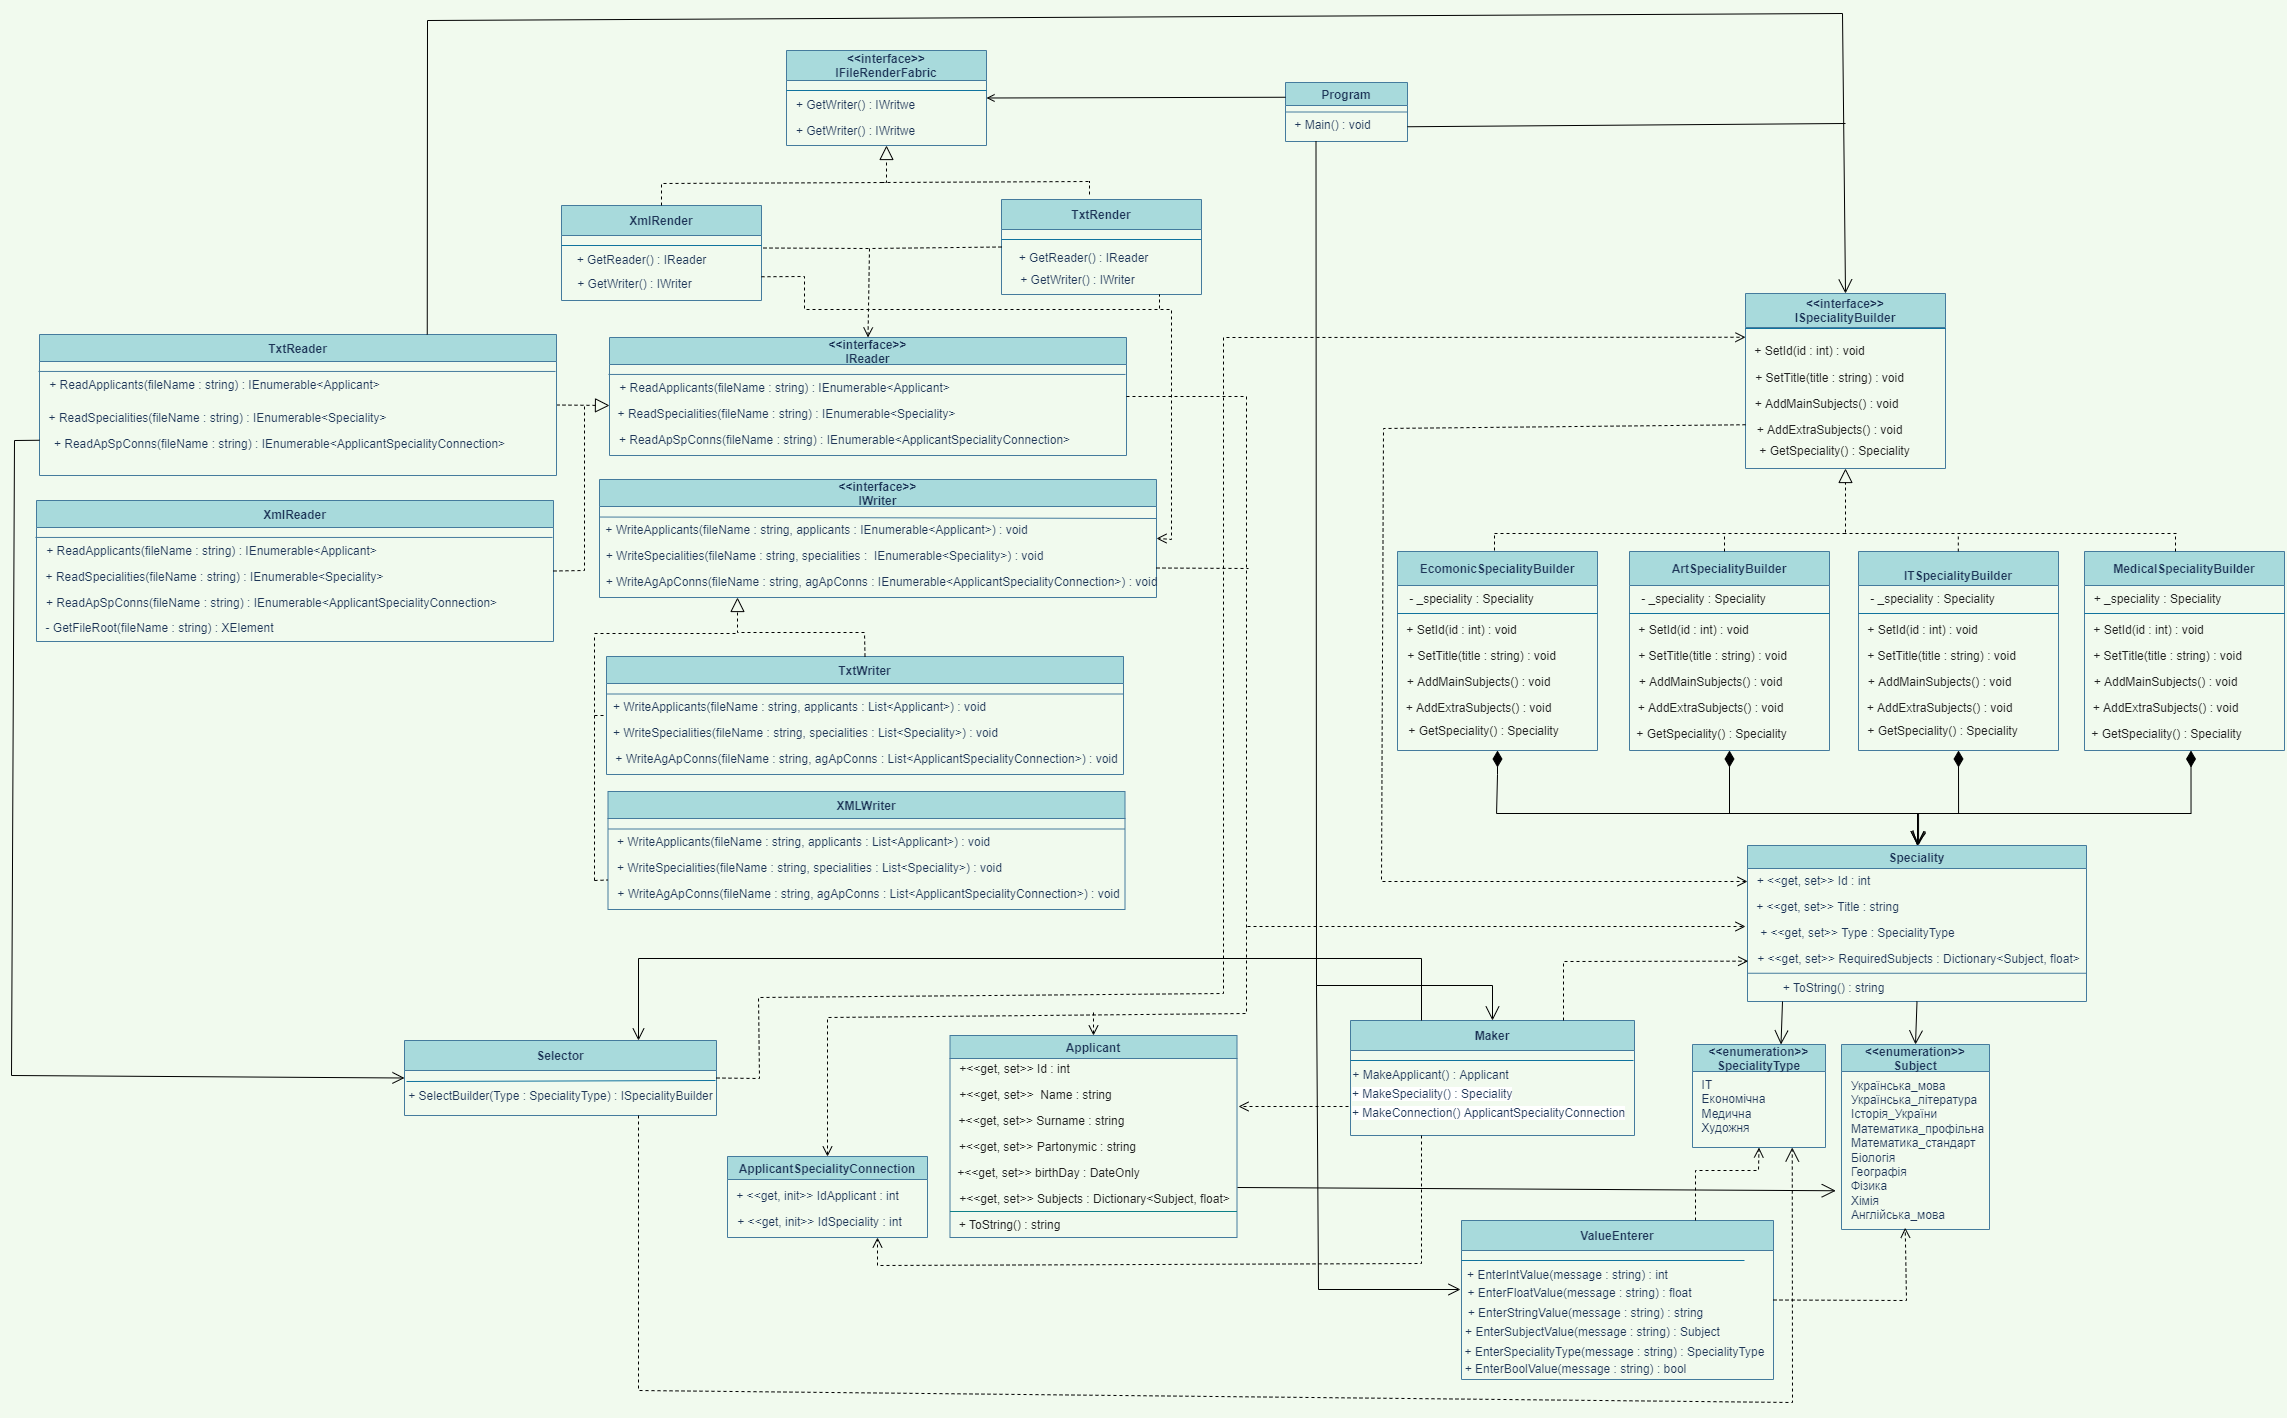 <<interface>>
IFileRenderFabric
+ GetWriter() : IWritwe
+ GetWriter() : IWritwe
Program
+ Main() : void
XmlRender
+ GetReader() : IReader
+ GetWriter() : IWriter
TxtRender
+ GetReader() : IReader
+ GetWriter() : IWriter
<<interface>>
ISpecialityBuilder
+ SetId(id : int) : void
+ SetTitle(title : string) : void
+ AddMainSubjects() : void
+ AddExtraSubjects() : void
+ GetSpeciality() : Speciality
TxtReader
+ ReadApplicants(fileName : string) : IEnumerable<Applicant>
+ ReadSpecialities(fileName : string) : IEnumerable<Speciality>
+ ReadApSpConns(fileName : string) : IEnumerable<ApplicantSpecialityConnection>
<<interface>>
IReader
+ ReadApplicants(fileName : string) : IEnumerable<Applicant>
+ ReadSpecialities(fileName : string) : IEnumerable<Speciality>
+ ReadApSpConns(fileName : string) : IEnumerable<ApplicantSpecialityConnection>
XmlReader
+ ReadApplicants(fileName : string) : IEnumerable<Applicant>
+ ReadSpecialities(fileName : string) : IEnumerable<Speciality>
+ ReadApSpConns(fileName : string) : IEnumerable<ApplicantSpecialityConnection>
- GetFileRoot(fileName : string) : XElement
<<interface>>
IWriter
+ WriteApplicants(fileName : string, applicants : IEnumerable<Applicant>) : void
+ WriteSpecialities(fileName : string, specialities : IEnumerable<Speciality>) : void
+ WriteAgApConns(fileName : string, agApConns : IEnumerable<ApplicantSpecialityConnection>) : void
EcomonicSpecialityBuilder
- _speciality : Speciality
+ SetId(id : int) : void
+ SetTitle(title : string) : void
+ AddMainSubjects() : void
+ AddExtraSubjects() : void
+ GetSpeciality() : Speciality
ArtSpecialityBuilder
- _speciality : Speciality
+ SetId(id : int) : void
+ SetTitle(title : string) : void
+ AddMainSubjects() : void
+ AddExtraSubjects() : void
+ GetSpeciality() : Speciality
ITSpecialityBuilder
- _speciality : Speciality
+ SetId(id : int) : void
+ SetTitle(title : string) : void
+ AddMainSubjects() : void
+ AddExtraSubjects() : void
+ GetSpeciality() : Speciality
MedicalSpecialityBuilder
+ _speciality : Speciality
+ SetId(id : int) : void
+ SetTitle(title : string) : void
+ AddMainSubjects() : void
+ AddExtraSubjects() : void
+ GetSpeciality() : Speciality
TxtWriter
+ WriteApplicants(fileName : string, applicants : List<Applicant>) : void
+ WriteSpecialities(fileName : string, specialities : List<Speciality>) : void
+ WriteAgApConns(fileName : string, agApConns : List<ApplicantSpecialityConnection>) : void
XMLWriter
+ WriteApplicants(fileName : string, applicants : List<Applicant>) : void
+ WriteSpecialities(fileName : string, specialities : List<Speciality>) : void
+ WriteAgApConns(fileName : string, agApConns : List<ApplicantSpecialityConnection>) : void
Speciality
+ <<get, set>> Id : int
+ <<get, set>> Title : string
+ <<get, set>> Type : SpecialityType
+ <<get, set>> RequiredSubjects : Dictionary<Subject, float>
+ ToString() : string
Selector
+ SelectBuilder(Type : SpecialityType) : ISpecialityBuilder
Applicant
+<<get, set>> Id : int
+<<get, set>> Name : string
+<<get, set>> Surname : string
+<<get, set>> Partonymic : string
+<<get, set>> birthDay : DateOnly
+<<get, set>> Subjects : Dictionary<Subject, float>
+ ToString() : string
Maker
+ MakeApplicant() : Applicant
+ MakeSpeciality() : Speciality
+ MakeConnection() ApplicantSpecialityConnection
<<enumeration>>
SpecialityType
ІТ
Економічна
Медична
Художня
<<enumeration>>
Subject
Українська_мова
Українська_література
Історія_України
Математика_профільна
Математика_стандарт
Біологія
Географія
Фізика
Хімія
Англійська_мова
ApplicantSpecialityConnection
+ <<get, init>> IdApplicant : int
+ <<get, init>> IdSpeciality : int
ValueEnterer
+ EnterIntValue(message : string) : int
+ EnterFloatValue(message : string) : float
+ EnterStringValue(message : string) : string
+ EnterSubjectValue(message : string) : Subject
+ EnterSpecialityType(message : string) : SpecialityType
+ EnterBoolValue(message : string) : bool